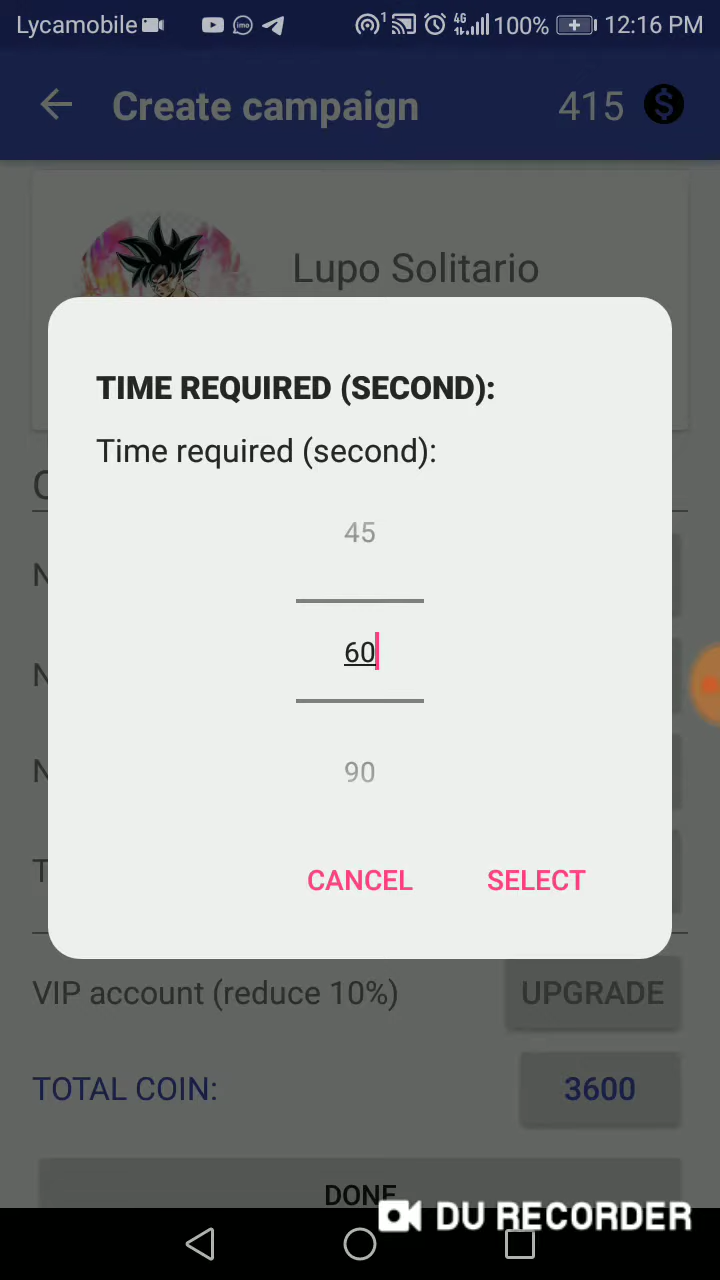 Lycamobile 4G 100% 12:16 PM
Create campaign 415
Lupo Solitario
TIME REQUIRED (SECOND):
Time required (second):
45
60
90
CANCEL SELECT
VIP account (reduce 10%) UPGRADE
TOTAL COIN: 3600
DONE
DU RECORDER